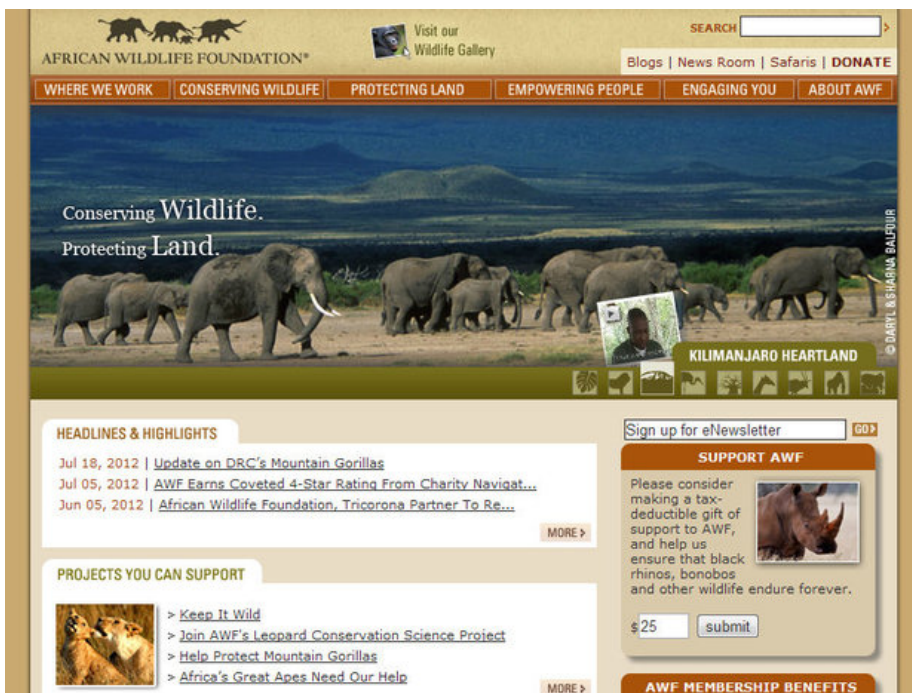 AFRICAN WILDLIFE FOUNDATION®
Visit our
Wildlife Gallery
SEARCH
Blogs | News Room | Safaris | DONATE
WHERE WE WORK
CONSERVING WILDLIFE
PROTECTING LAND
EMPOWERING PEOPLE
ENGAGING YOU
ABOUT AWF
Conserving Wildlife.
Protecting Land.
© DARYL & SHARNA BALFOUR
KILIMANJARO HEARTLAND
HEADLINES & HIGHLIGHTS
Jul 18, 2012 | Update on DRC's Mountain Gorillas
Jul 05, 2012 | AWF Earns Coveted 4-Star Rating From Charity Navigat...
Jun 05, 2012 | African Wildlife Foundation, Tricorona Partner To Re...
MORE >
PROJECTS YOU CAN SUPPORT
> Keep It Wild
> Join AWF's Leopard Conservation Science Project
> Help Protect Mountain Gorillas
> Africa's Great Apes Need Our Help
MORE >
Sign up for eNewsletter
GO >
SUPPORT AWF
Please consider
making a tax-
deductible gift of
support to AWF,
and help us
ensure that black
rhinos, bonobos
and other wildlife endure forever.
$ 25 submit
AWF MEMBERSHIP BENEFITS